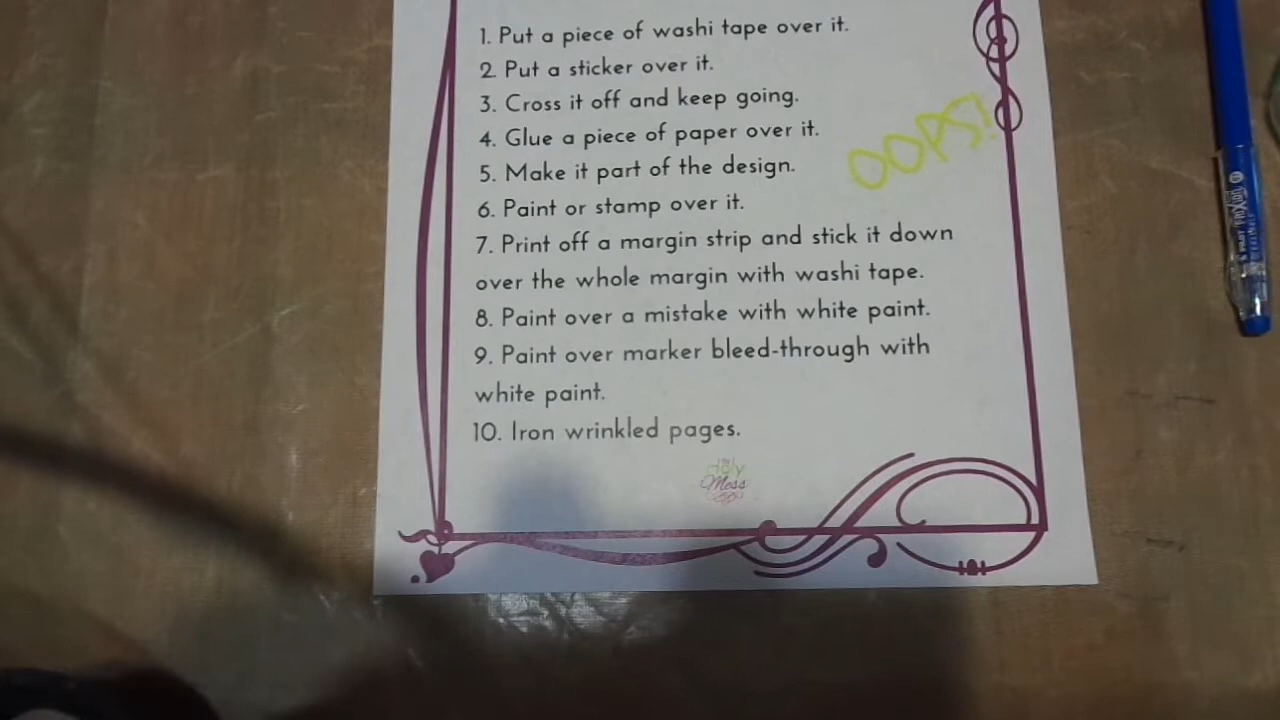 1. Put a piece of washi tape over it.
2. Put a sticker over it.
3. Cross it off and keep going.
4. Glue a piece of paper over it.
OOPS!
5. Make it part of the design.
6. Paint or stamp over it.
7. Print off a margin strip and stick it down
over the whole margin with washi tape.
8. Paint over a mistake with white paint.
9. Paint over marker bleed-through with
white paint.
10. Iron wrinkled pages.
Holy
Mess
PILOT FRIXION